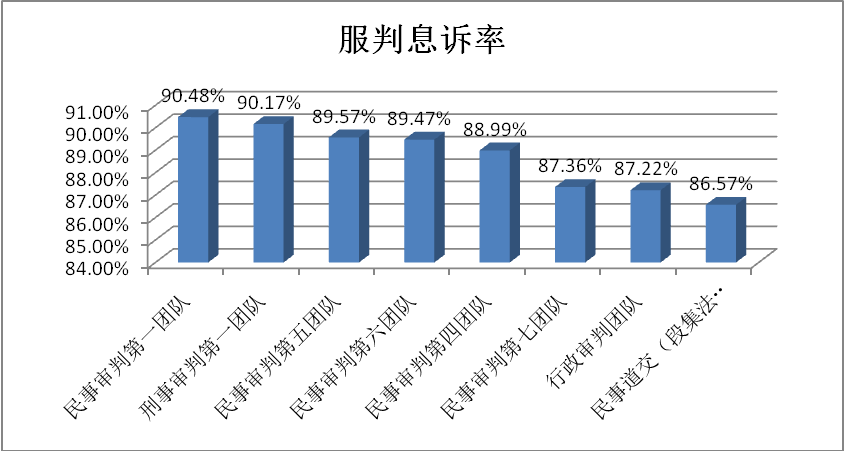 服判息诉率
90.48%
90.17%
89.57%
89.47%
88.99%
87.36%
87.22%
86.57%
91.00%
90.00%
89.00%
88.00%
87.00%
86.00%
85.00%
84.00%
民事审判第一团队
刑事审判第一团队
民事审判第五团队
民事审判第六团队
民事审判第四团队
民事审判第七团队
行政审判团队
民事道交（段集法…